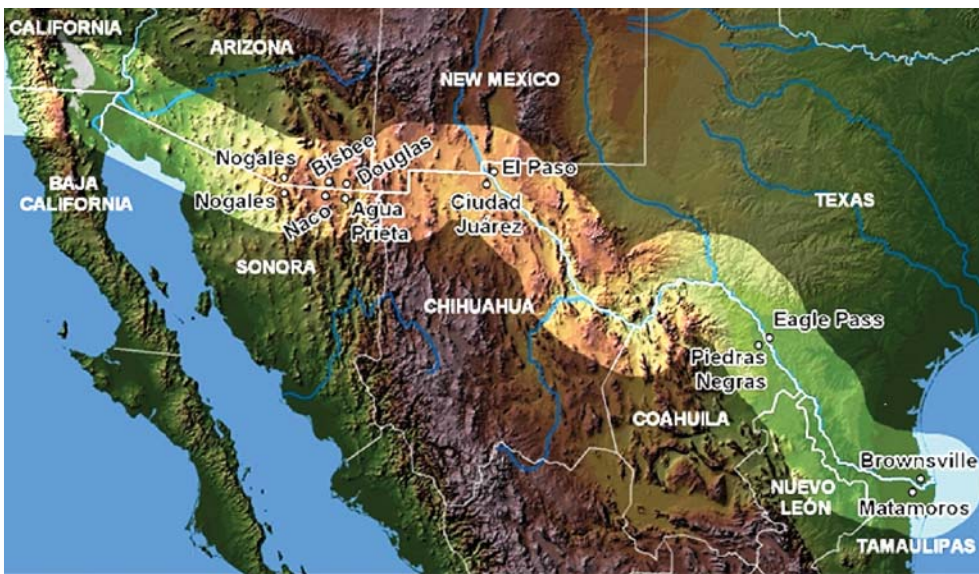 CALIFORNIA
ARIZONA
NEW MEXICO
Nogales
Bisbee
Douglas
El Paso
BAJA
CALIFORNIA
Nogales
Naco
Agua
Prieta
Ciudad
Juárez
TEXAS
SONORA
CHIHUAHUA
Eagle Pass
Piedras
Negras
COAHUILA
Brownsville
NUEVO
LEÓN
Matamoros
TAMAULIPAS